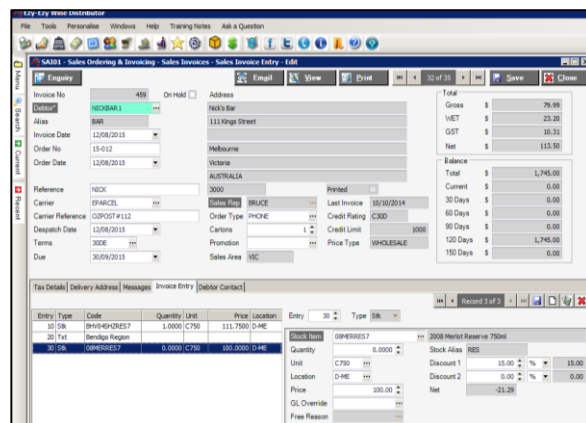 Ezy-Ezy Wine Distributor
File Tools Personalise Windows Help Training Notes Ask a Question
Menu
Search
Current
Recent
SAI01 - Sales Ordering & Invoicing - Sales Invoices - Sales Invoice Entry - Edit
Enquiry Email View Print 32 of 35 Save Close
Invoice No 459 On Hold Address
Debtor* NICKBAR1 ... Nick's Bar
Alias BAR 111 Kings Street
Invoice Date 12/08/2015
Order No 15-012 Melbourne
Order Date 12/08/2015 Victoria
AUSTRALIA
Reference NICK 3000 Printed
Carrier EPARCEL ... Sales Rep BRUCE ... Last Invoice 10/10/2014
Carrier Reference OZPOST#112 Order Type PHONE ... Credit Rating C30D
Despatch Date 12/08/2015 Cartons 1 Credit Limit 1000
Terms 30DE ... Promotion ... Price Type WHOLESALE
Due 30/09/2015 Sales Area VIC
Total
Gross $ 79.99
WET $ 23.20
GST $ 10.31
Net $ 113.50
Balance
Total $ 1,745.00
Current $ 0.00
30 Days $ 0.00
60 Days $ 0.00
90 Days $ 0.00
120 Days $ 1,745.00
150 Days $ 0.00
Tax Details Delivery Address Messages Invoice Entry Debtor Contact
Record 3 of 3
Entry Type Code Quantity Unit Price Location
10 Stk BHV04SHZRES7 1.0000 C750 111.7500 D-ME
20 Txt Bendigo Region
30 Stk 08MERRES7 0.0000 C750 100.0000 D-ME
Entry 30 Type Stk
Stock Item 08MERRES7 ... 2008 Merlot Reserve 750ml
Quantity 0.0000 Stock Alias RES
Unit C750 ... Discount 1 15.00 % 15.00
Location D-ME ... Discount 2 0.00 % 0.00
Price 100.00 Net -21.29
GL Override ...
Free Reason ...